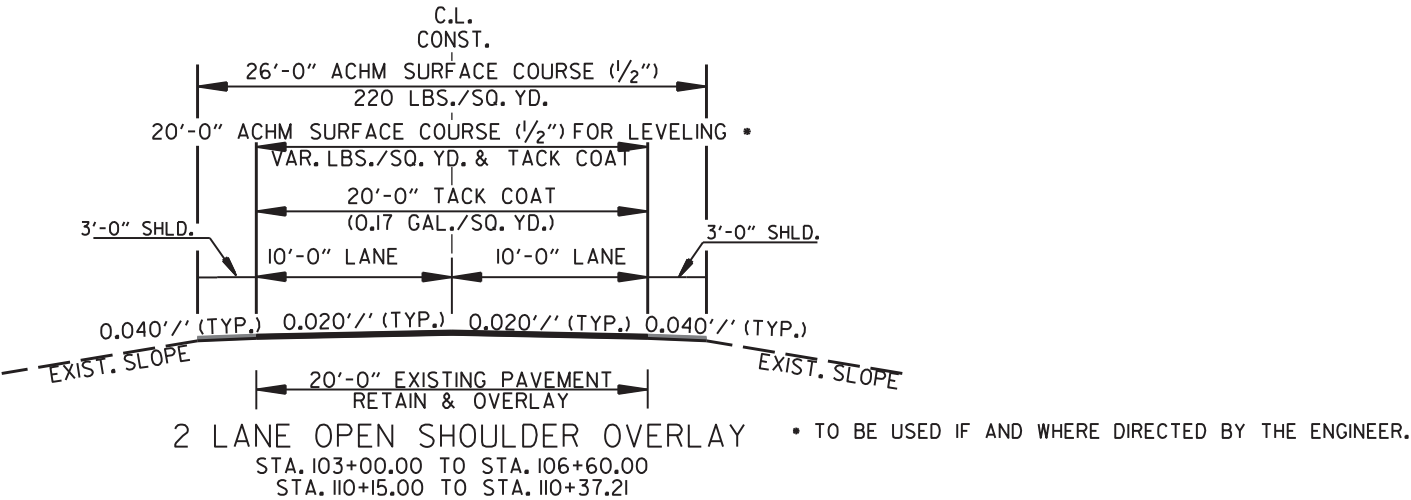 C.L.
CONST.
26'-0" ACHM SURFACE COURSE (1/2")
220 LBS./SQ. YD.
20'-0" ACHM SURFACE COURSE (1/2") FOR LEVELING *
VAR. LBS./SQ. YD. & TACK COAT
20'-0" TACK COAT
(0.17 GAL./SQ. YD.)
3'-0" SHLD.
3'-0" SHLD.
10'-0" LANE
10'-0" LANE
0.040'/' (TYP.)
0.020'/' (TYP.)
0.020'/' (TYP.)
0.040'/' (TYP.)
EXIST. SLOPE
EXIST. SLOPE
20'-0" EXISTING PAVEMENT
RETAIN & OVERLAY
2 LANE OPEN SHOULDER OVERLAY
* TO BE USED IF AND WHERE DIRECTED BY THE ENGINEER.
STA. 103+00.00 TO STA. 106+60.00
STA. 110+15.00 TO STA. 110+37.21